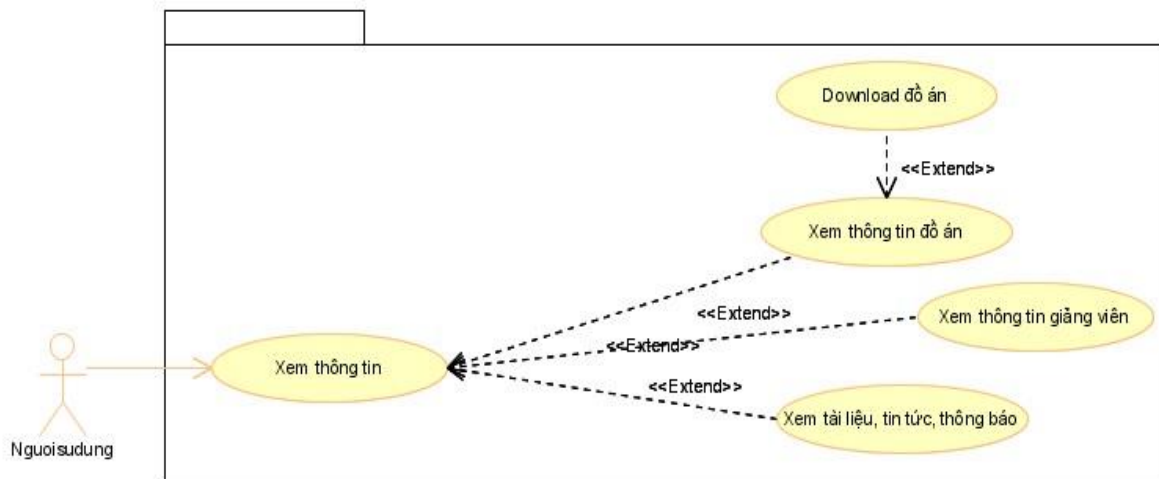 Download đồ án
<<Extend>>
Xem thông tin đồ án
<<Extend>>
Xem thông tin giảng viên
<<Extend>>
Xem thông tin
<<Extend>>
Xem tài liệu, tin tức, thông báo
Nguoisudung